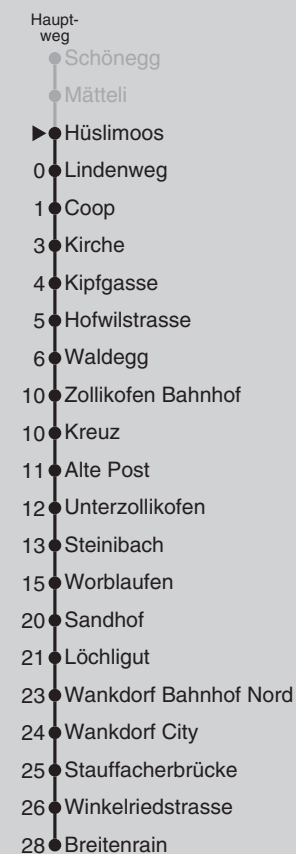 Haupt-
weg
Schönegg
Mätteli
Hüslimoos
0 Lindenweg
1 Coop
3 Kirche
4 Kipfgasse
5 Hofwilstrasse
6 Waldegg
10 Zollikofen Bahnhof
10 Kreuz
11 Alte Post
12 Unterzollikofen
13 Steinibach
15 Worblaufen
20 Sandhof
21 Löchligut
23 Wankdorf Bahnhof Nord
24 Wankdorf City
25 Stauffacherbrücke
26 Winkelriedstrasse
28 Breitenrain